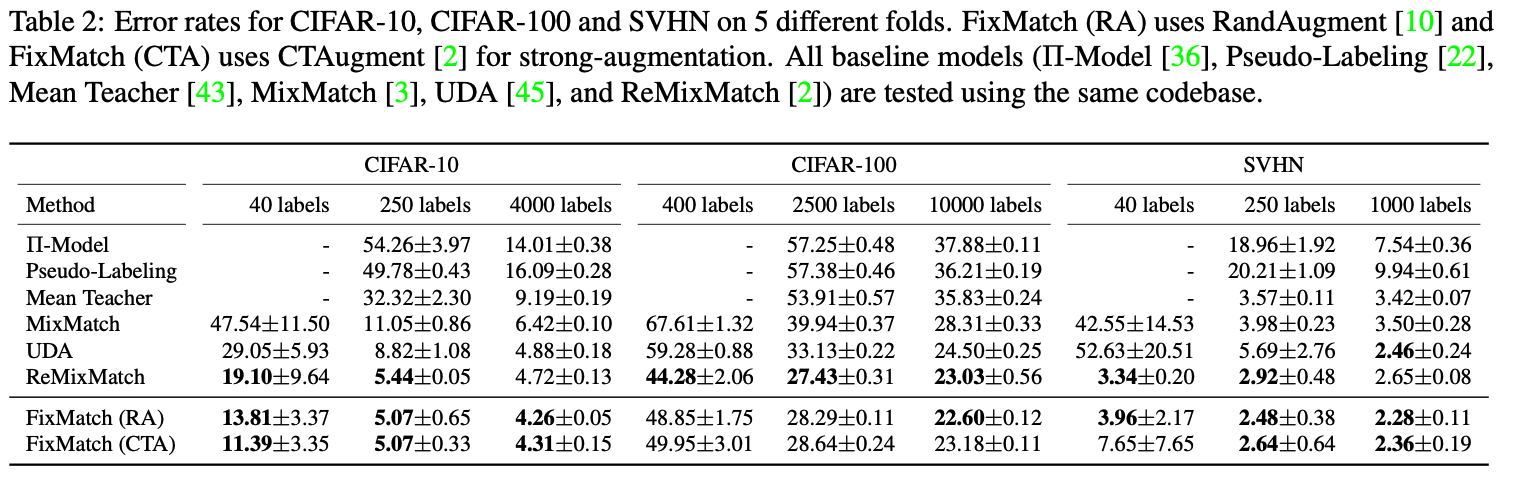 Table 2: Error rates for CIFAR-10, CIFAR-100 and SVHN on 5 different folds. FixMatch (RA) uses RandAugment [10] and
FixMatch (CTA) uses CTAugment [2] for strong-augmentation. All baseline models (Π-Model [36], Pseudo-Labeling [22],
Mean Teacher [43], MixMatch [3], UDA [45], and ReMixMatch [2]) are tested using the same codebase.
CIFAR-10 CIFAR-100 SVHN
Method 40 labels 250 labels 4000 labels 400 labels 2500 labels 10000 labels 40 labels 250 labels 1000 labels
Π-Model - 54.26±3.97 14.01±0.38 - 57.25±0.48 37.88±0.11 - 18.96±1.92 7.54±0.36
Pseudo-Labeling - 49.78±0.43 16.09±0.28 - 57.38±0.46 36.21±0.19 - 20.21±1.09 9.94±0.61
Mean Teacher - 32.32±2.30 9.19±0.19 - 53.91±0.57 35.83±0.24 - 3.57±0.11 3.42±0.07
MixMatch 47.54±11.50 11.05±0.86 6.42±0.10 67.61±1.32 39.94±0.37 28.31±0.33 42.55±14.53 3.98±0.23 3.50±0.28
UDA 29.05±5.93 8.82±1.08 4.88±0.18 59.28±0.88 33.13±0.22 24.50±0.25 52.63±20.51 5.69±2.76 2.46±0.24
ReMixMatch 19.10±9.64 5.44±0.05 4.72±0.13 44.28±2.06 27.43±0.31 23.03±0.56 3.34±0.20 2.92±0.48 2.65±0.08
FixMatch (RA) 13.81±3.37 5.07±0.65 4.26±0.05 48.85±1.75 28.29±0.11 22.60±0.12 3.96±2.17 2.48±0.38 2.28±0.11
FixMatch (CTA) 11.39±3.35 5.07±0.33 4.31±0.15 49.95±3.01 28.64±0.24 23.18±0.11 7.65±7.65 2.64±0.64 2.36±0.19